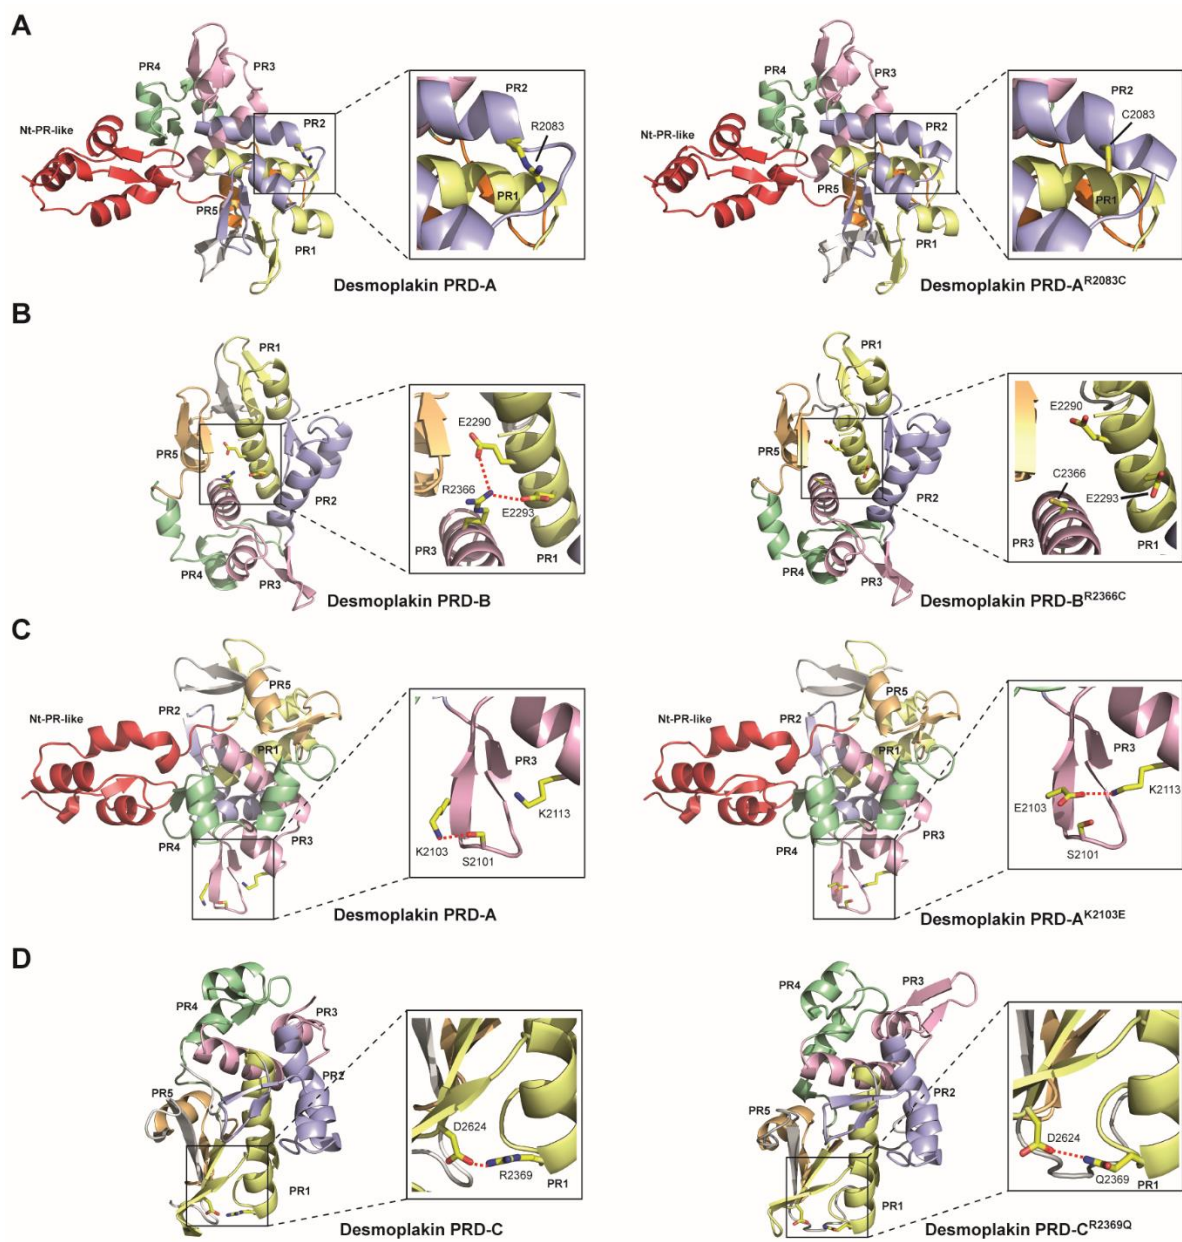 A
PR4
PR3
Nt-PR-like
PR2
PR5
PR1
PR2
R2083
PR1
Desmoplakin PRD-A
PR4
PR3
Nt-PR-like
PR2
PR5
PR1
PR2
C2083
PR1
Desmoplakin PRD-A^R2083C
B
PR1
PR5
PR2
PR4
PR3
E2290
R2366
E2293
PR3
PR1
Desmoplakin PRD-B
PR1
PR5
PR2
PR4
PR3
E2290
C2366
E2293
PR3
PR1
Desmoplakin PRD-B^R2366C
C
PR5
Nt-PR-like
PR2
PR1
PR4
PR3
PR3
K2113
K2103
S2101
Desmoplakin PRD-A
PR5
Nt-PR-like
PR2
PR1
PR4
PR3
PR3
E2103
K2113
S2101
Desmoplakin PRD-A^K2103E
D
PR4
PR3
PR2
PR5
PR1
D2624
R2369
PR1
Desmoplakin PRD-C
PR4
PR3
PR2
PR5
PR1
D2624
Q2369
PR1
Desmoplakin PRD-C^R2369Q